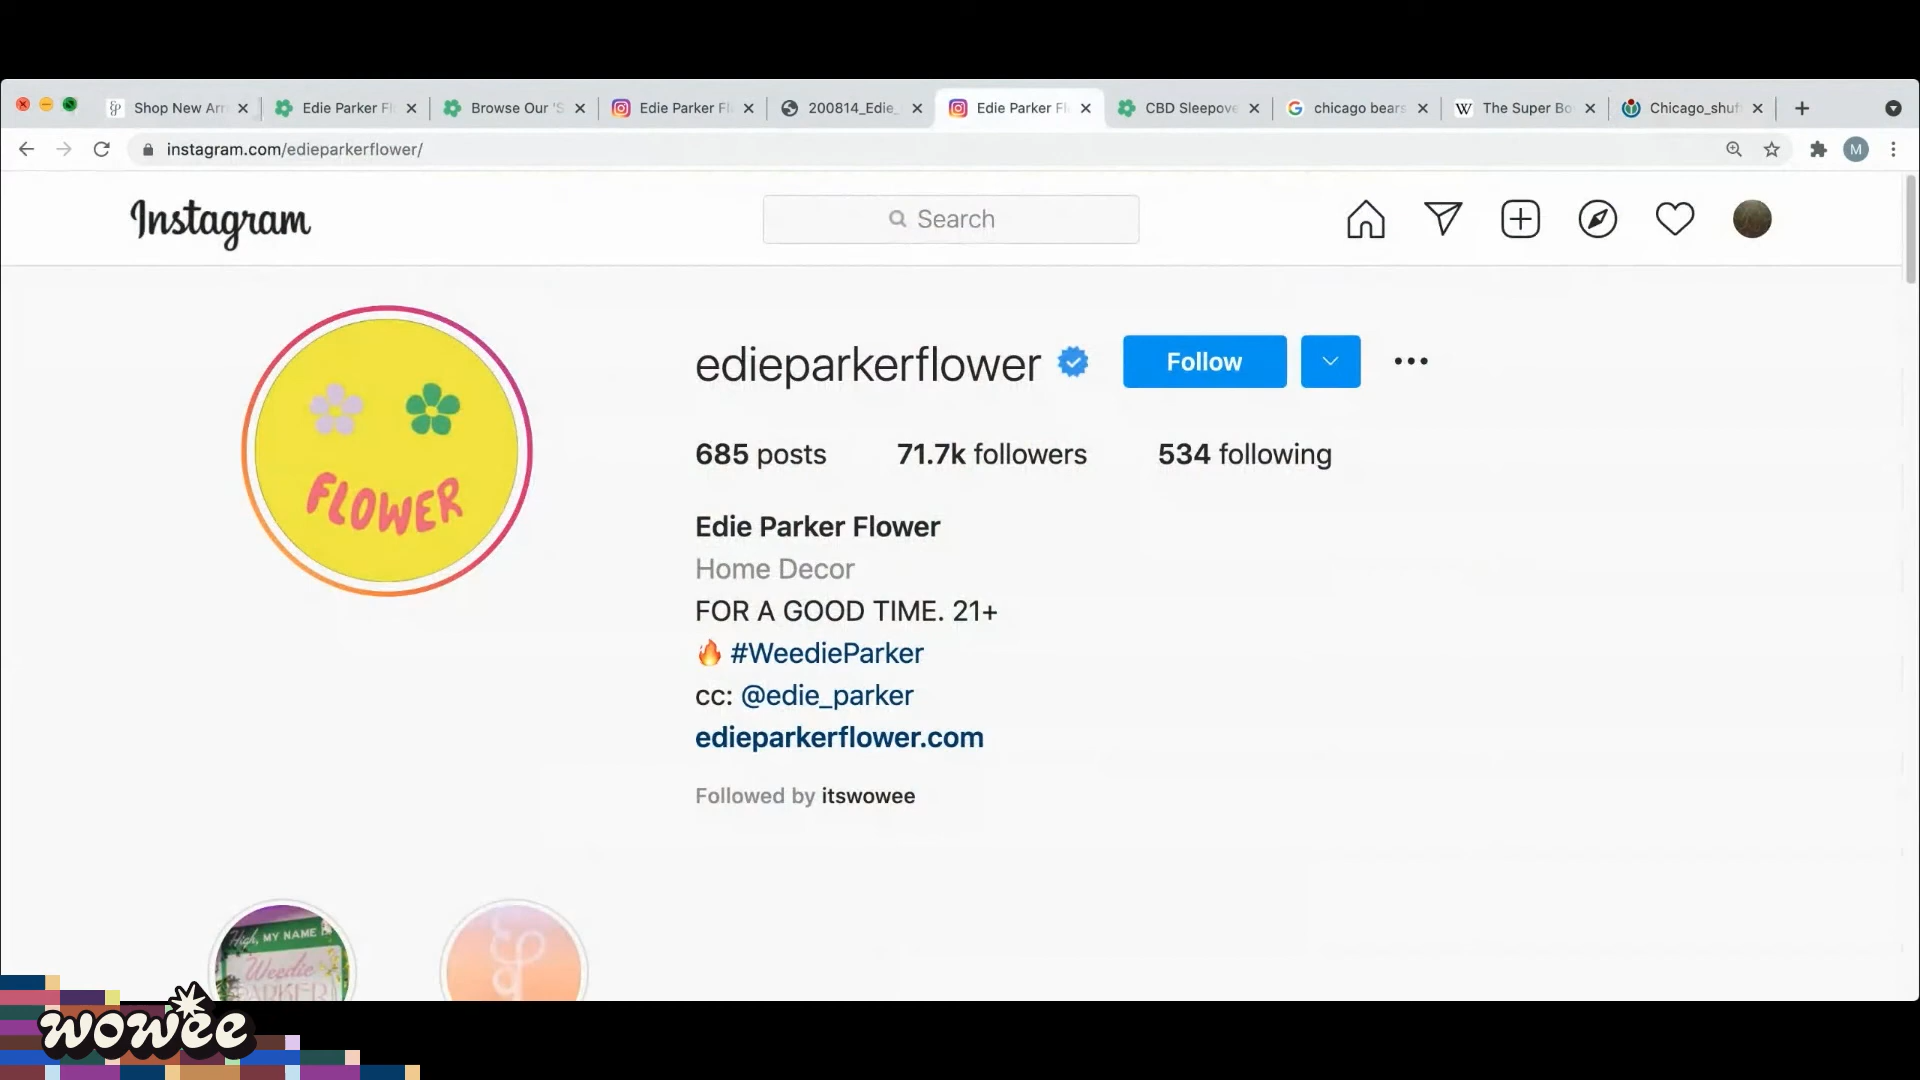 Shop New Arr
Edie Parker Fl
Browse Our 'S
Edie Parker Fl
200814_Edie_
Edie Parker Fl
CBD Sleepove
chicago bears
W The Super Bo
Chicago_shuf
instagram.com/edieparkerflower/
M
Instagram
Search
FLOWER
edieparkerflower
Follow
685 posts 71.7k followers 534 following
Edie Parker Flower
Home Decor
FOR A GOOD TIME. 21+
🔥 #WeedieParker
cc: @edie_parker
edieparkerflower.com
Followed by itswowee
High, MY NAME IS
Weedie
PARKER
wowee